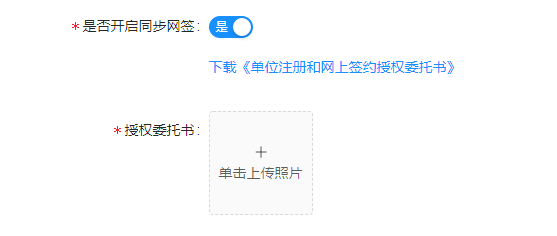 * 是否开启同步网签: 是
下载《单位注册和网上签约授权委托书》
* 授权委托书:
+
单击上传照片